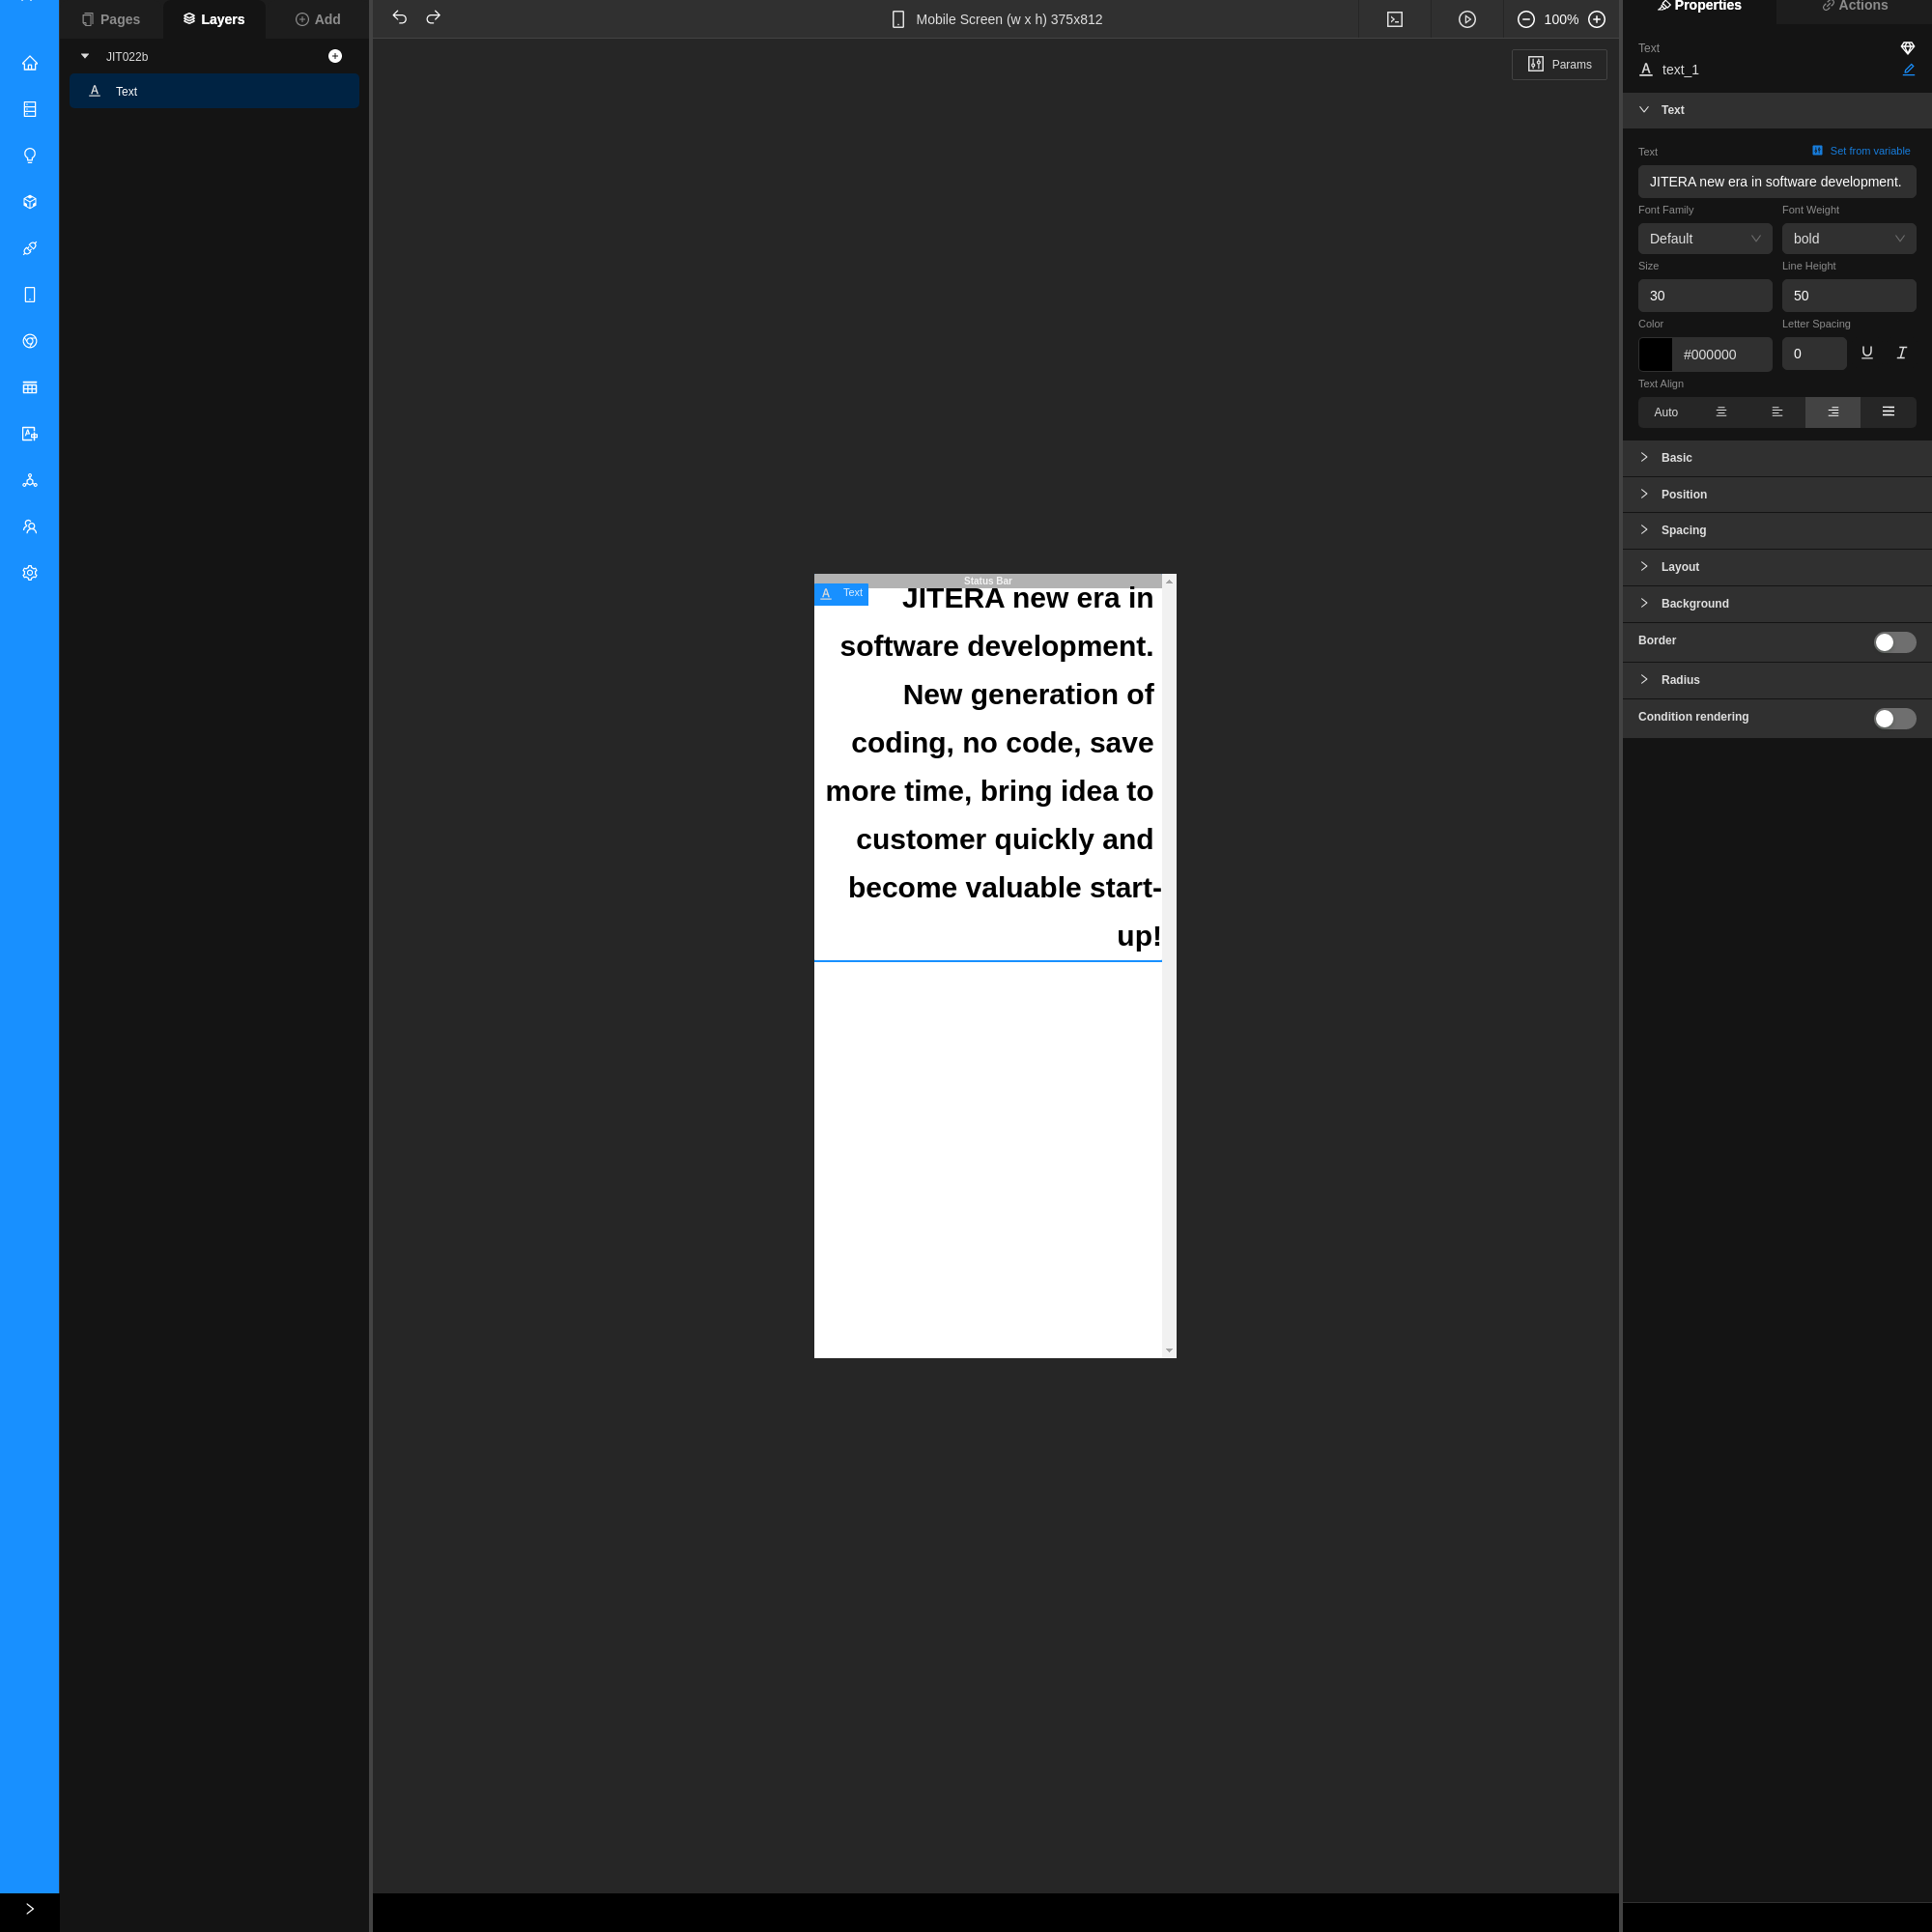 Pages
Layers
Add
JIT022b
Text
Mobile Screen (w x h) 375x812
100%
Params
Status Bar
Text
JITERA new era in
software development.
New generation of
coding, no code, save
more time, bring idea to
customer quickly and
become valuable start-
up!
Properties
Actions
Text
text_1
Text
Text
Set from variable
JITERA new era in software development.
Font Family
Font Weight
Default
bold
Size
Line Height
30
50
Color
Letter Spacing
#000000
0
Text Align
Auto
Basic
Position
Spacing
Layout
Background
Border
Radius
Condition rendering